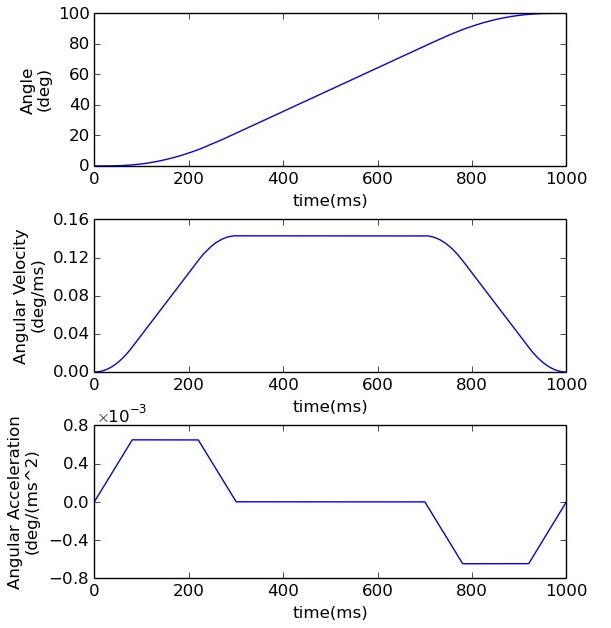 100
80
60
40
20
0
Angle
(deg)
0 200 400 600 800 1000
time(ms)
0.16
0.12
0.08
0.04
0.00
Angular Velocity
(deg/ms)
0 200 400 600 800 1000
time(ms)
×10⁻³
0.8
0.4
0.0
−0.4
−0.8
Angular Acceleration
(deg/(ms^2)
0 200 400 600 800 1000
time(ms)